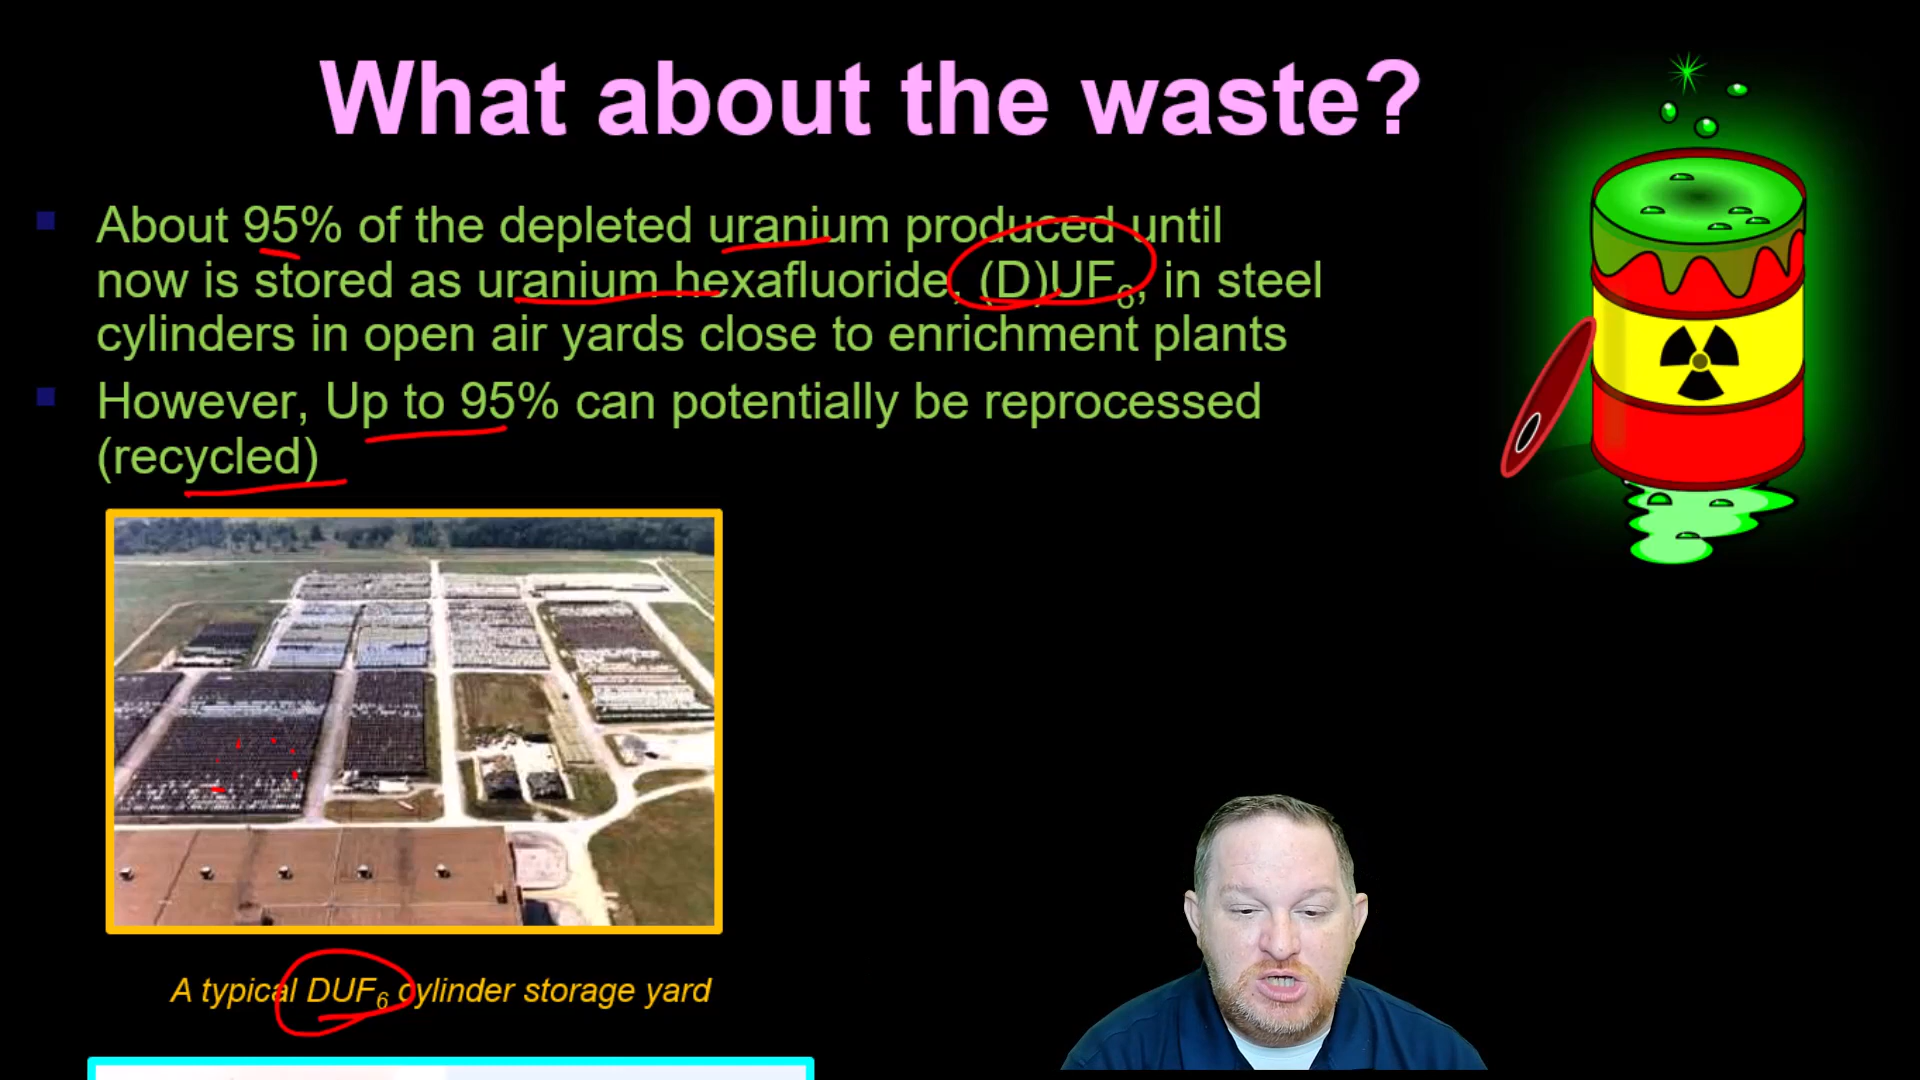 What about the waste?
About 95% of the depleted uranium produced until
now is stored as uranium hexafluoride, (D)UF₆, in steel
cylinders in open air yards close to enrichment plants
However, Up to 95% can potentially be reprocessed
(recycled)
A typical DUF₆ cylinder storage yard